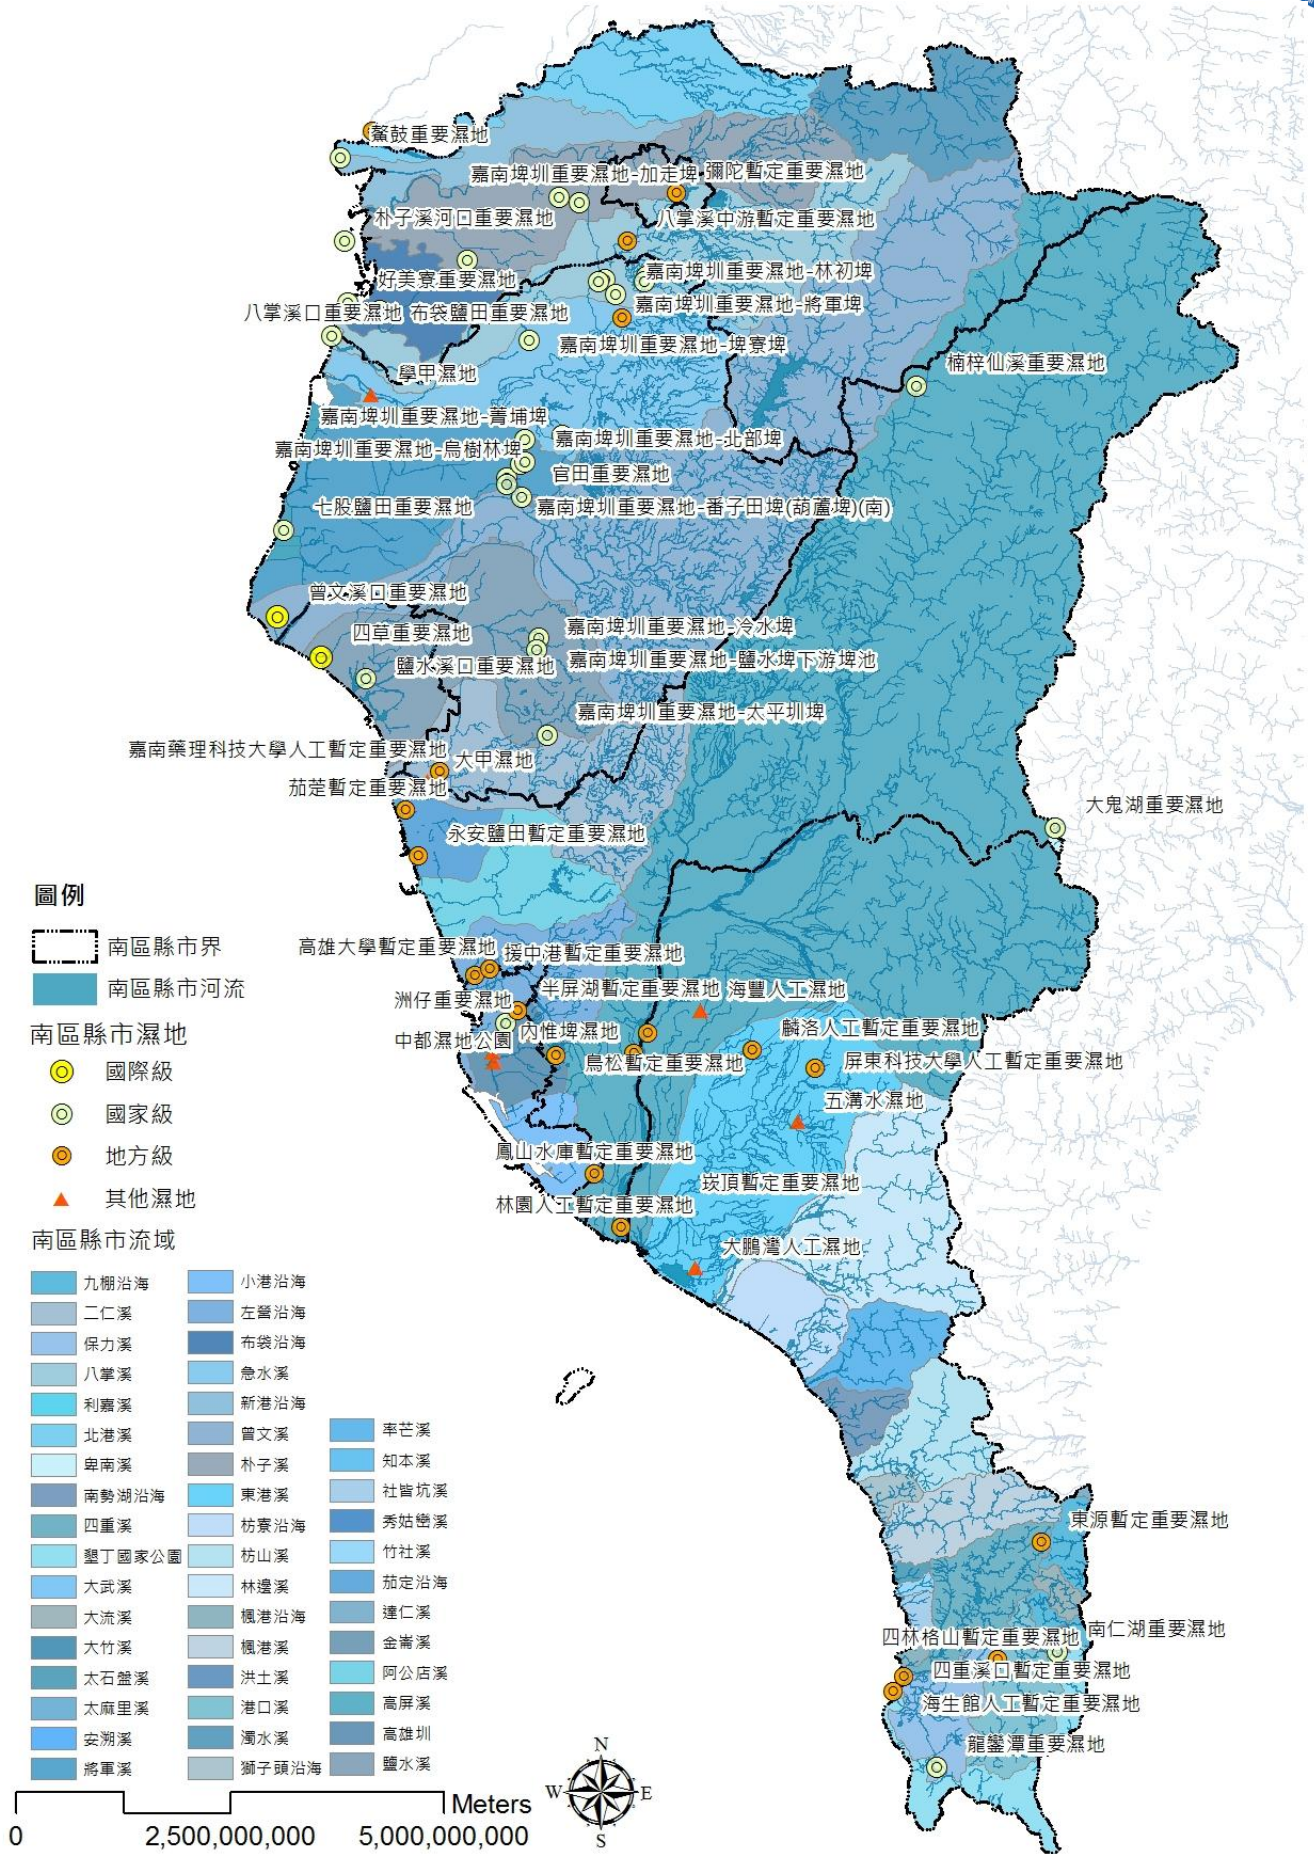 鰲鼓重要濕地
嘉南埤圳重要濕地-加走埤
彌陀暫定重要濕地
朴子溪河口重要濕地
八掌溪中游暫定重要濕地
好美寮重要濕地
嘉南埤圳重要濕地-林初埤
嘉南埤圳重要濕地-將軍埤
八掌溪口重要濕地
布袋鹽田重要濕地
嘉南埤圳重要濕地-埤寮埤
楠梓仙溪重要濕地
學甲濕地
嘉南埤圳重要濕地-菁埔埤
嘉南埤圳重要濕地-烏樹林埤
嘉南埤圳重要濕地-北部埤
官田重要濕地
七股鹽田重要濕地
嘉南埤圳重要濕地-番子田埤(葫蘆埤)(南)
曾文溪口重要濕地
四草重要濕地
嘉南埤圳重要濕地-冷水埤
鹽水溪口重要濕地
嘉南埤圳重要濕地-鹽水埤下游埤池
嘉南埤圳重要濕地-太平圳埤
嘉南藥理科技大學人工暫定重要濕地
大甲濕地
茄萣暫定重要濕地
大鬼湖重要濕地
永安鹽田暫定重要濕地
高雄大學暫定重要濕地
援中港暫定重要濕地
洲仔重要濕地
半屏湖暫定重要濕地
海豐人工濕地
中都濕地公園
內惟埤濕地
麟洛人工暫定重要濕地
鳥松暫定重要濕地
屏東科技大學人工暫定重要濕地
五溝水濕地
鳳山水庫暫定重要濕地
崁頂暫定重要濕地
林園人工暫定重要濕地
大鵬灣人工濕地
東源暫定重要濕地
南仁湖重要濕地
四林格山暫定重要濕地
四重溪口暫定重要濕地
海生館人工暫定重要濕地
龍鑾潭重要濕地
圖例
南區縣市界
南區縣市河流
南區縣市濕地
國際級
國家級
地方級
其他濕地
南區縣市流域
九棚沿海
二仁溪
保力溪
八掌溪
利嘉溪
北港溪
卑南溪
南勢湖沿海
四重溪
墾丁國家公園
大武溪
大流溪
大竹溪
太石盤溪
太麻里溪
安溯溪
將軍溪
小港沿海
左營沿海
布袋沿海
急水溪
新港沿海
曾文溪
朴子溪
東港溪
枋寮沿海
枋山溪
林邊溪
楓港沿海
楓港溪
洪土溪
港口溪
濁水溪
獅子頭沿海
率芒溪
知本溪
社皆坑溪
秀姑巒溪
竹社溪
茄定沿海
達仁溪
金崙溪
阿公店溪
高屏溪
高雄圳
鹽水溪
N
W
E
S
Meters
0
2,500,000,000
5,000,000,000